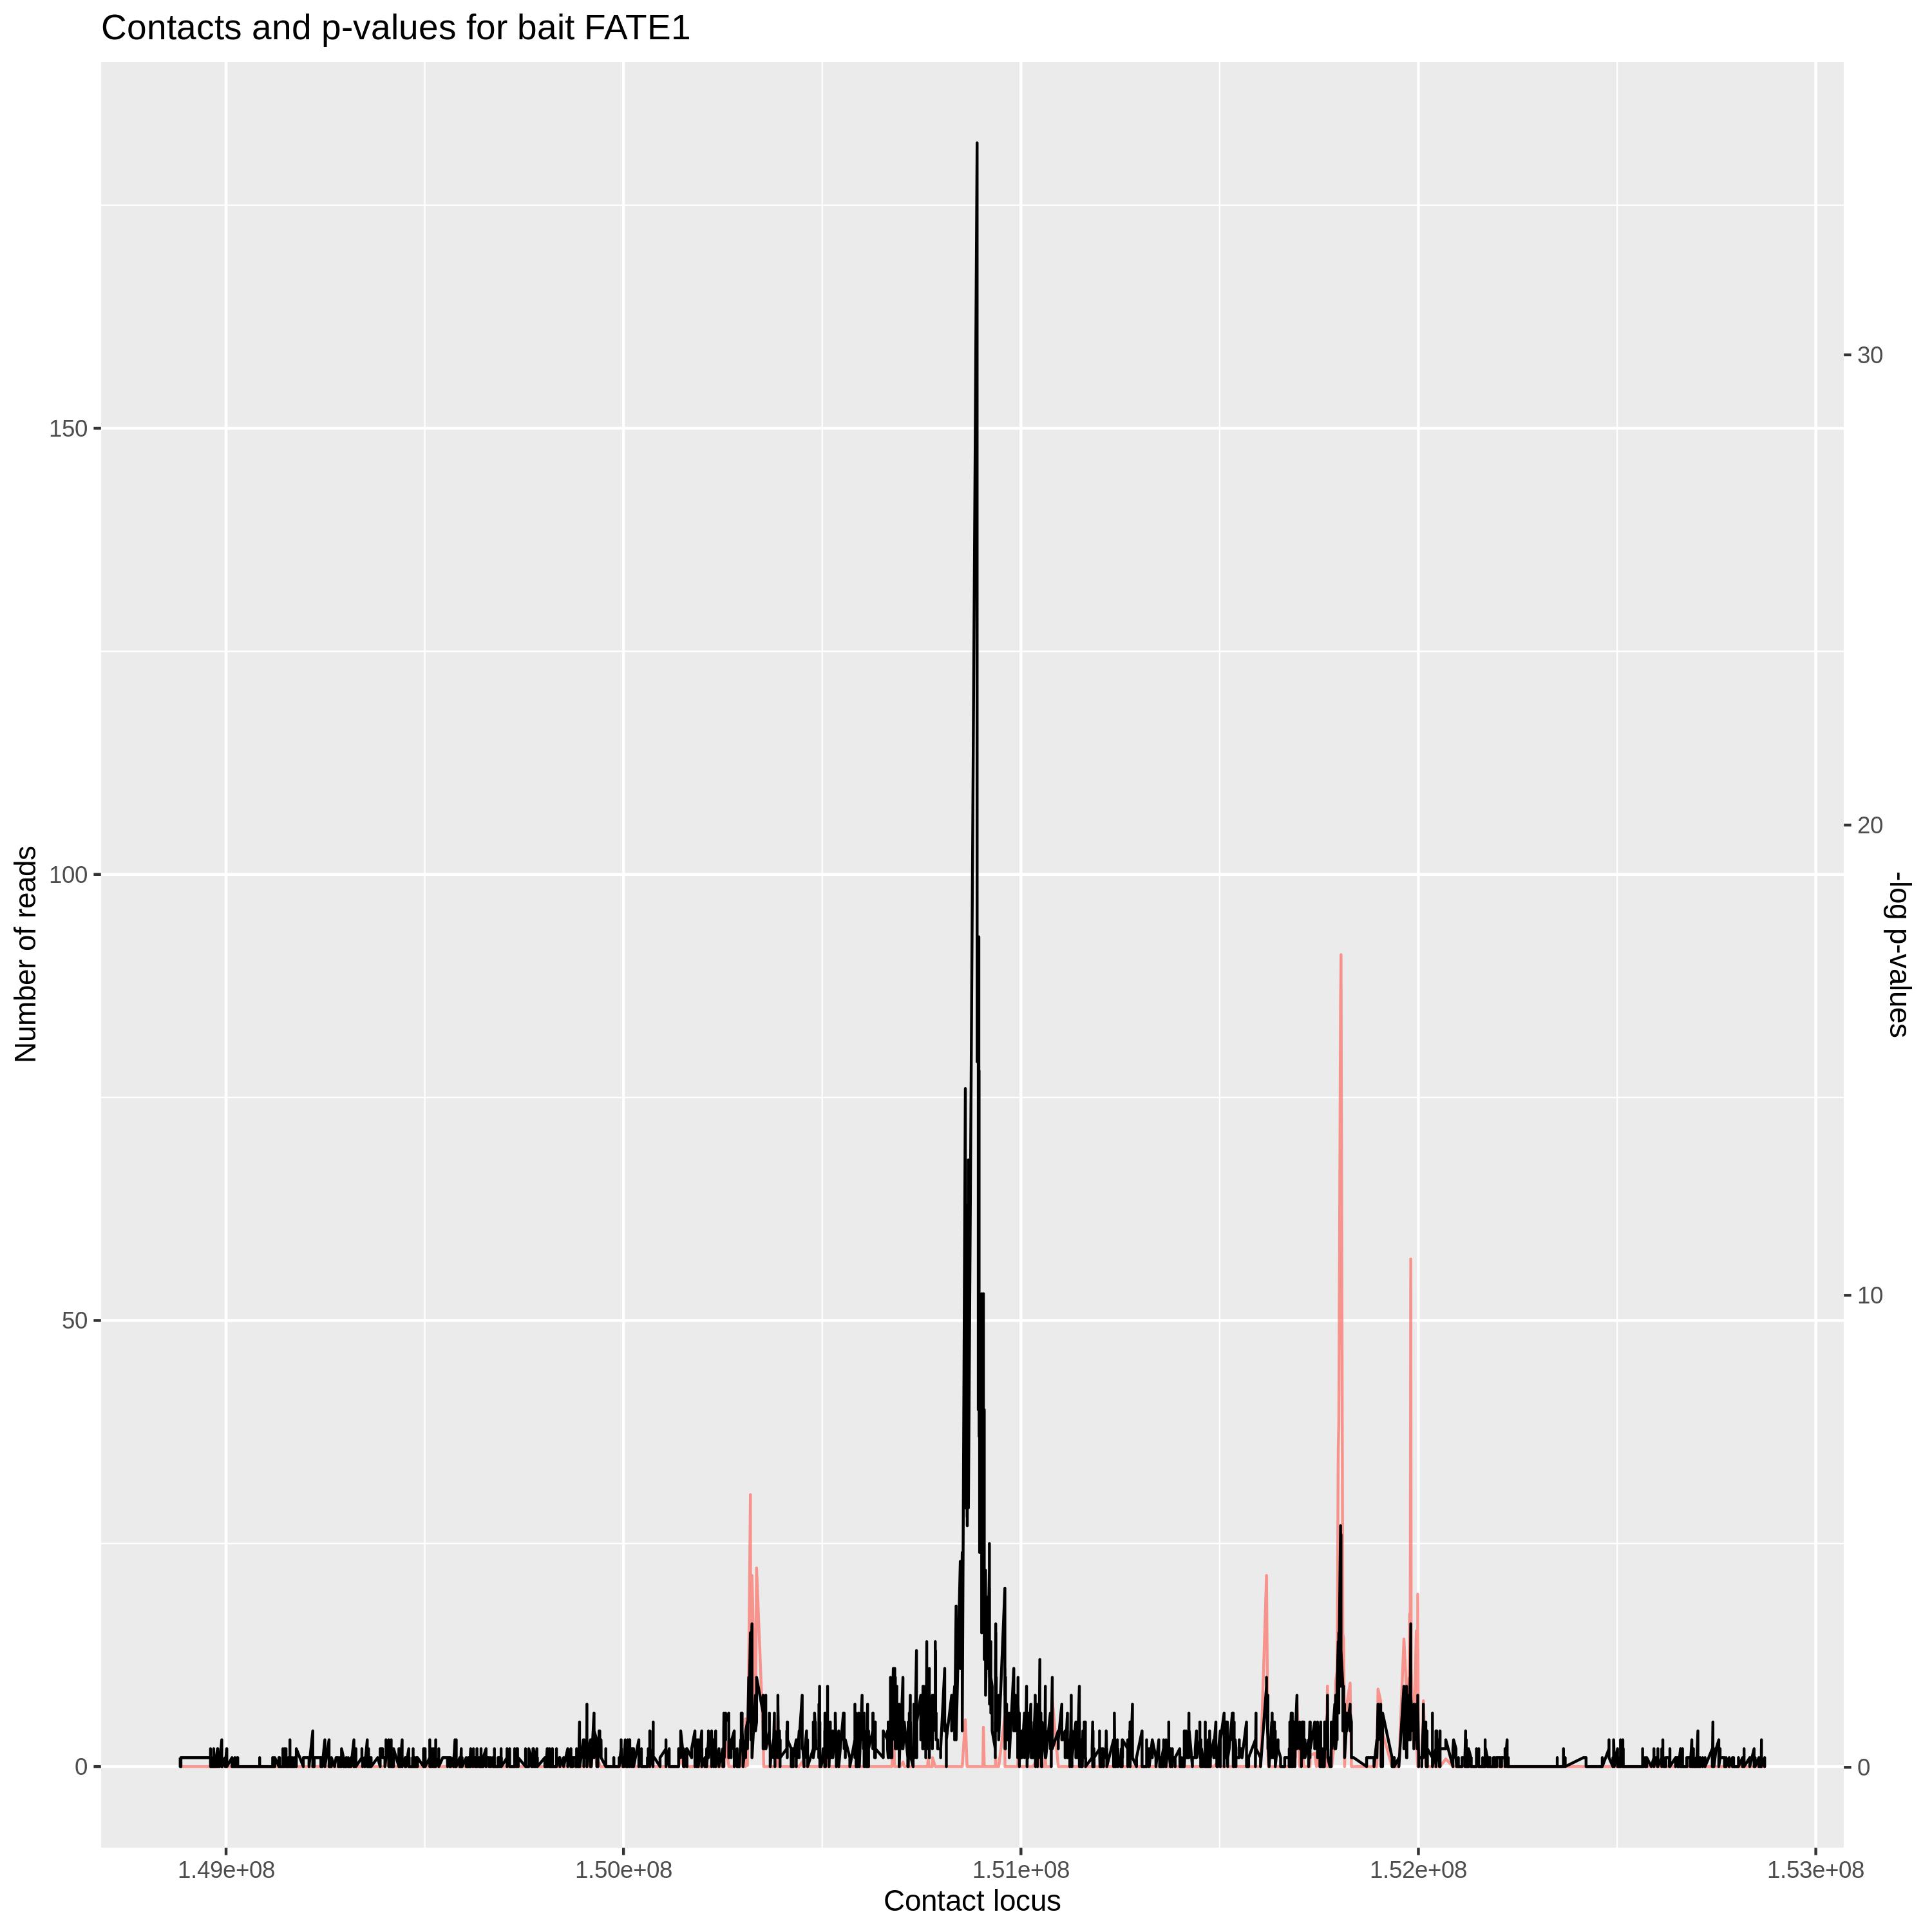 Contacts and p-values for bait FATE1
Number of reads
150
100
50
0
30
20
10
0
-log p-values
1.49e+08
1.50e+08
1.51e+08
1.52e+08
1.53e+08
Contact locus